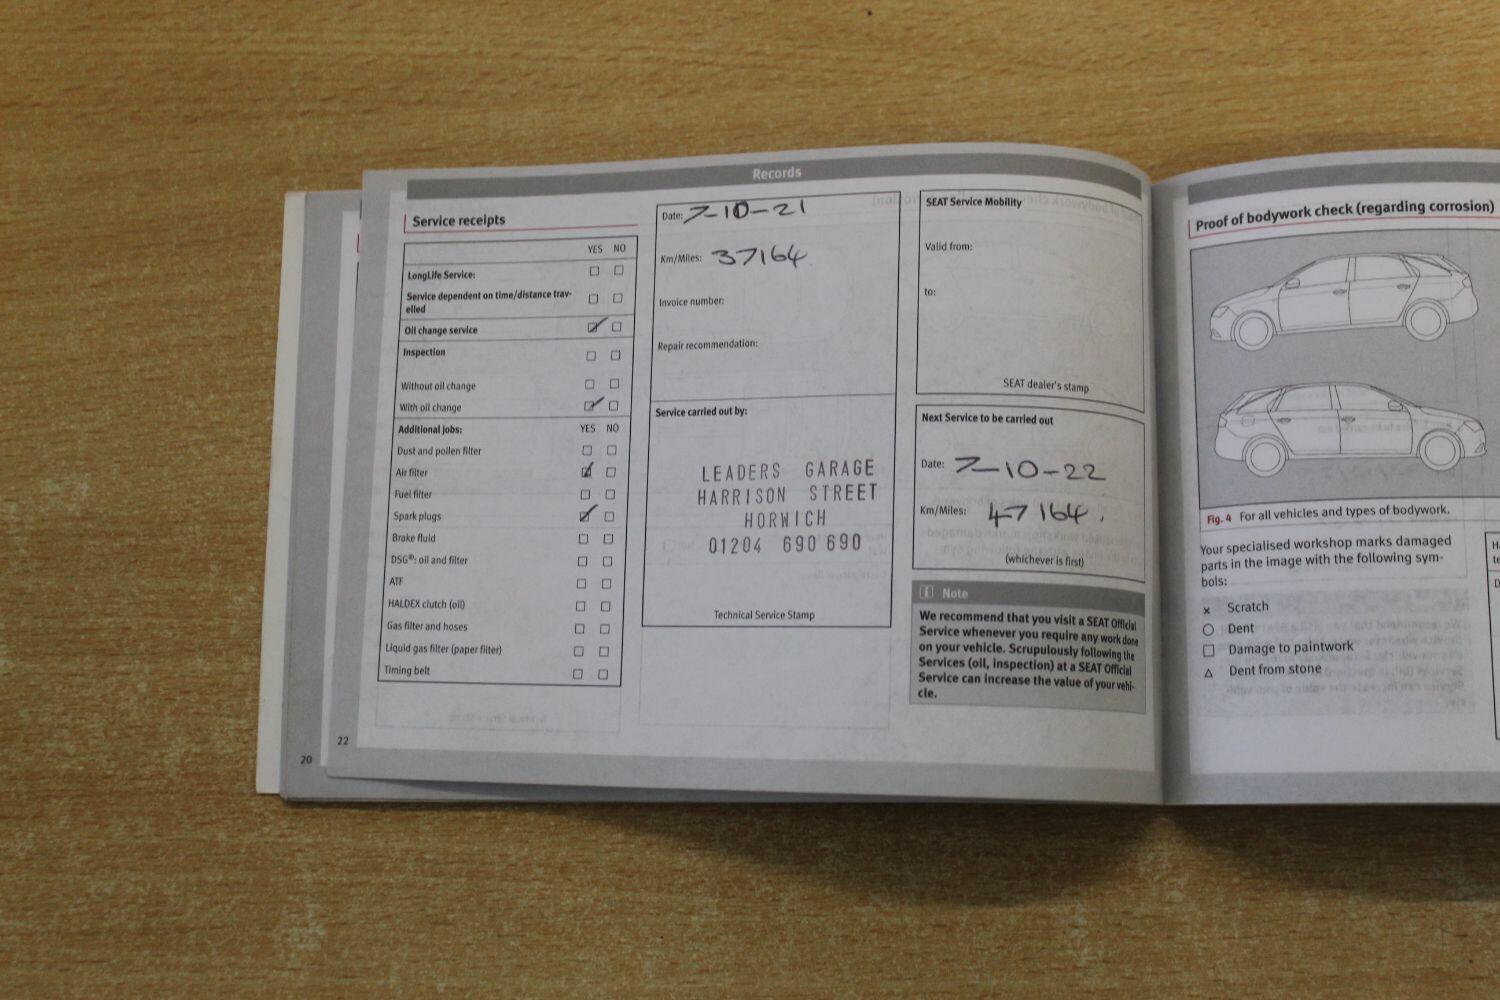 Records
Service receipts
YES NO
LongLife Service:
Service dependent on time/distance trav-
elled
Oil change service
Inspection
Without oil change
With oil change
Additional jobs: YES NO
Dust and pollen filter
Air filter
Fuel filter
Spark plugs
Brake fluid
DSG®: oil and filter
ATF
HALDEX clutch (oil)
Gas filter and hoses
Liquid gas filter (paper filter)
Timing belt
22
20
Date: 7-10-21
Km/Miles: 37164
Invoice number:
Repair recommendation:
Service carried out by:
LEADERS GARAGE
HARRISON STREET
HORWICH
01204 690 690
Technical Service Stamp
SEAT Service Mobility
Valid from:
to:
SEAT dealer's stamp
Next Service to be carried out
Date: 7-10-22
Km/Miles: 47164,
(whichever is first)
i Note
We recommend that you visit a SEAT Official
Service whenever you require any work done
on your vehicle. Scrupulously following the
Services (oil, inspection) at a SEAT Official
Service can increase the value of your vehi-
cle.
Proof of bodywork check (regarding corrosion)
Fig. 4 For all vehicles and types of bodywork.
Your specialised workshop marks damaged
parts in the image with the following sym-
bols:
× Scratch
○ Dent
□ Damage to paintwork
△ Dent from stone